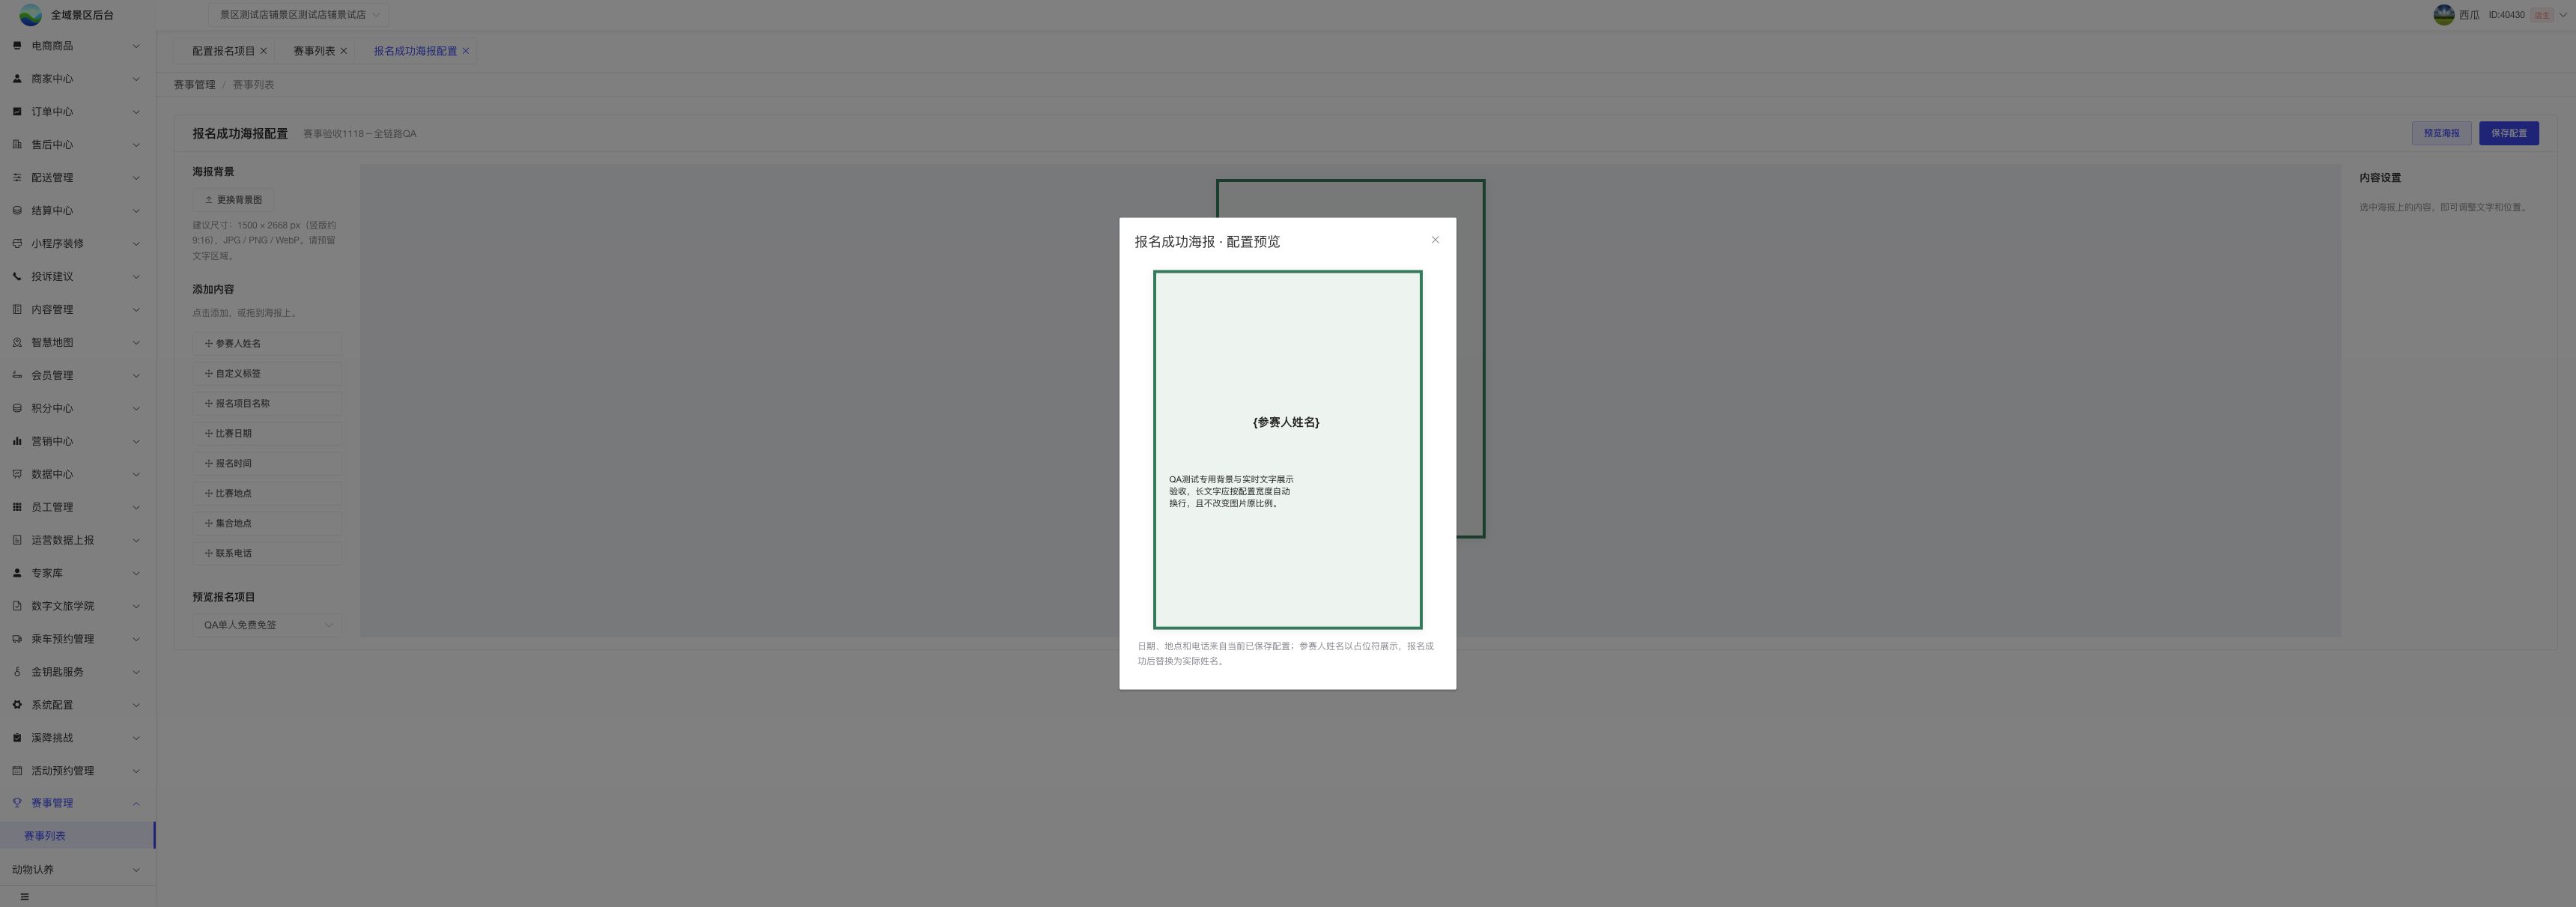 全域景区后台
景区测试店铺景区测试店铺景试店
西瓜 ID:40430 店主
电商商品
商家中心
订单中心
售后中心
配送管理
结算中心
小程序装修
投诉建议
内容管理
智慧地图
会员管理
积分中心
营销中心
数据中心
员工管理
运营数据上报
专家库
数字文旅学院
乘车预约管理
金钥匙服务
系统配置
溪降挑战
活动预约管理
赛事管理
赛事列表
动物认养
配置报名项目
赛事列表
报名成功海报配置
赛事管理 / 赛事列表
报名成功海报配置 赛事验收1118－全链路QA
预览海报
保存配置
海报背景
更换背景图
建议尺寸：1500 × 2668 px（竖版约
9:16），JPG / PNG / WebP。请预留
文字区域。
添加内容
点击添加，或拖到海报上。
参赛人姓名
自定义标签
报名项目名称
比赛日期
报名时间
比赛地点
集合地点
联系电话
预览报名项目
QA单人免费免签
报名成功海报 · 配置预览
{参赛人姓名}
QA测试专用背景与实时文字展示
验收，长文字应按配置宽度自动
换行，且不改变图片原比例。
日期、地点和电话来自当前已保存配置；参赛人姓名以占位符展示，报名成
功后替换为实际姓名。
内容设置
选中海报上的内容，即可调整文字和位置。